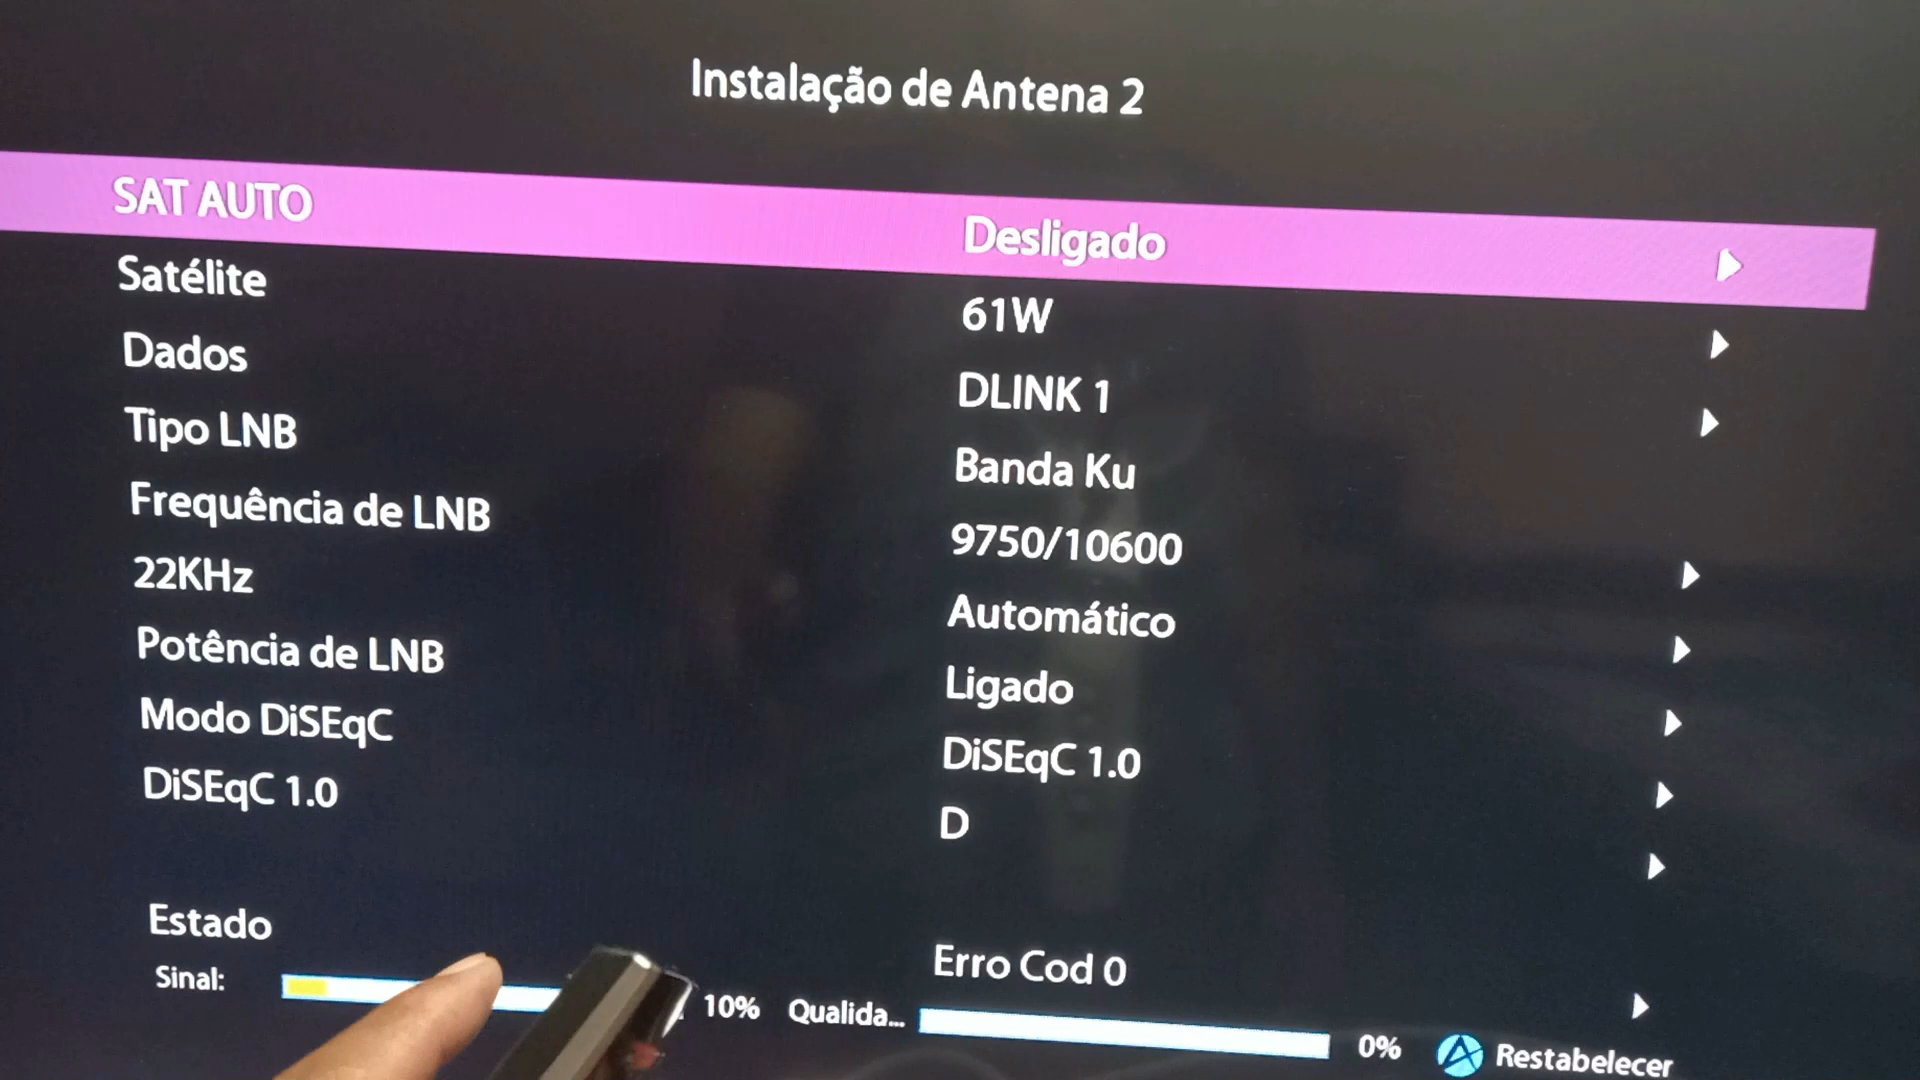 Instalação de Antena 2
SAT AUTO Desligado
Satélite 61W
Dados DLINK 1
Tipo LNB Banda Ku
Frequência de LNB 9750/10600
22KHz Automático
Potência de LNB Ligado
Modo DiSEqC DiSEqC 1.0
DiSEqC 1.0 D
Estado Erro Cod 0
Sinal: 10% Qualida... 0% Restabelecer